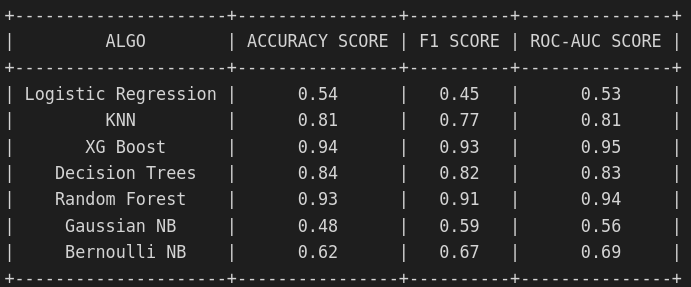 +---------------------+----------------+----------+---------------+
|         ALGO        | ACCURACY SCORE | F1 SCORE | ROC-AUC SCORE |
+---------------------+----------------+----------+---------------+
| Logistic Regression |      0.54      |   0.45   |      0.53     |
|         KNN         |      0.81      |   0.77   |      0.81     |
|       XG Boost      |      0.94      |   0.93   |      0.95     |
|    Decision Trees   |      0.84      |   0.82   |      0.83     |
|    Random Forest    |      0.93      |   0.91   |      0.94     |
|     Gaussian NB     |      0.48      |   0.59   |      0.56     |
|     Bernoulli NB    |      0.62      |   0.67   |      0.69     |
+---------------------+----------------+----------+---------------+